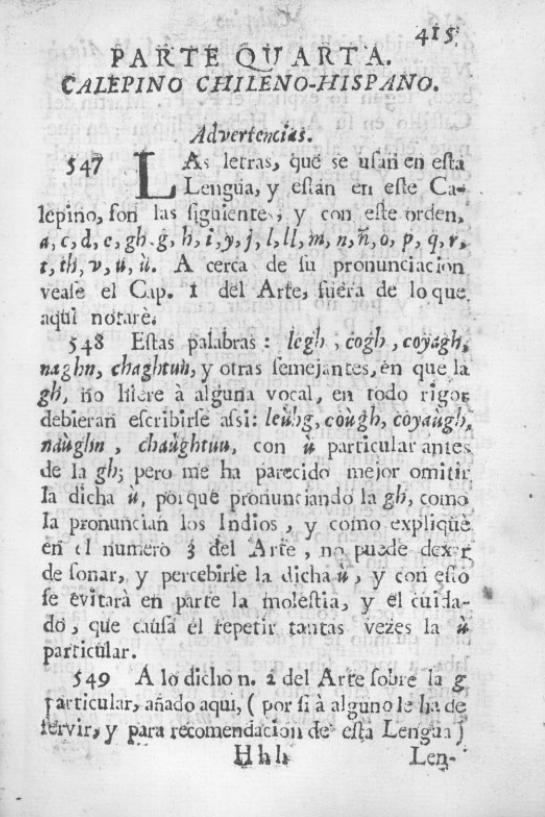 415
PARTE QUARTA.
CALEPINO CHILENO-HISPANO.
Advertencias.
547 LAs letras, que se usan en esta
Lengua, y están en este Ca-
lepino, son las siguiente, y con este orden,
a, c, d, e, gh. g, h, i, y, j, l, ll, m, n, ñ, o, p, q, r,
t, th, v, u, ù. A cerca de su pronunciacion
vease el Cap. 1 del Arte, fuera de lo que
aqui notarè.
548 Estas palabras : legh , cogh , coyagh,
naghn, chaghtun, y otras semejantes, en que la
gh, no hiere à alguna vocal, en todo rigor
debieran escribirse assi: leùhg, coùgh, coyaùgh,
naùghn , chaùghtun, con ù particular antes
de la gh; pero me ha parecido mejor omitir
la dicha ù, porque pronunciando la gh, como
la pronuncian los Indios , y como expliquè
en el numero 3 del Arte , no puede dexar
de sonar, y percebirse la dicha ù, y con esto
se evitarà en parte la molestia, y el cuida-
do , que causa el repetir tantas vezes la ù
particular.
549 A lo dicho n. 2 del Arte sobre la g
particular, añado aqui, ( por si à alguno le ha de
servir, y para recomendacion de esta Lengua )
Hhh Len-